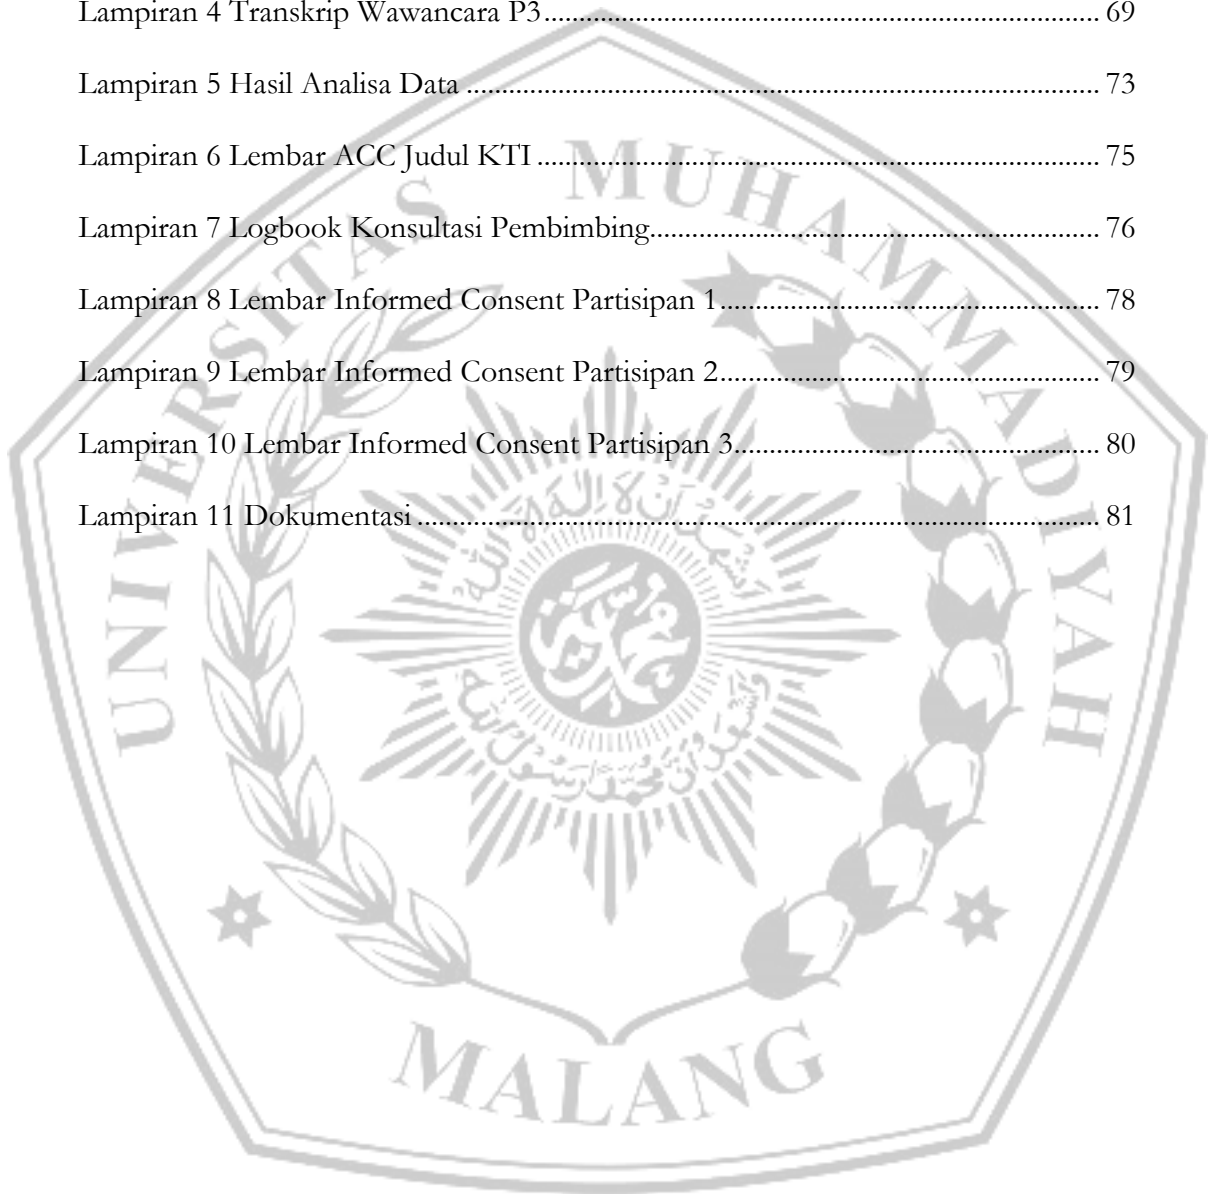 Lampiran 4 Transkrip Wawancara P3.......................................................................... 69
Lampiran 5 Hasil Analisa Data .................................................................................... 73
Lampiran 6 Lembar ACC Judul KTI ........................................................................... 75
Lampiran 7 Logbook Konsultasi Pembimbing............................................................ 76
Lampiran 8 Lembar Informed Consent Partisipan 1................................................... 78
Lampiran 9 Lembar Informed Consent Partisipan 2................................................... 79
Lampiran 10 Lembar Informed Consent Partisipan 3................................................. 80
Lampiran 11 Dokumentasi ........................................................................................... 81
UNIVERSITAS MUHAMMADIYAH
MALANG